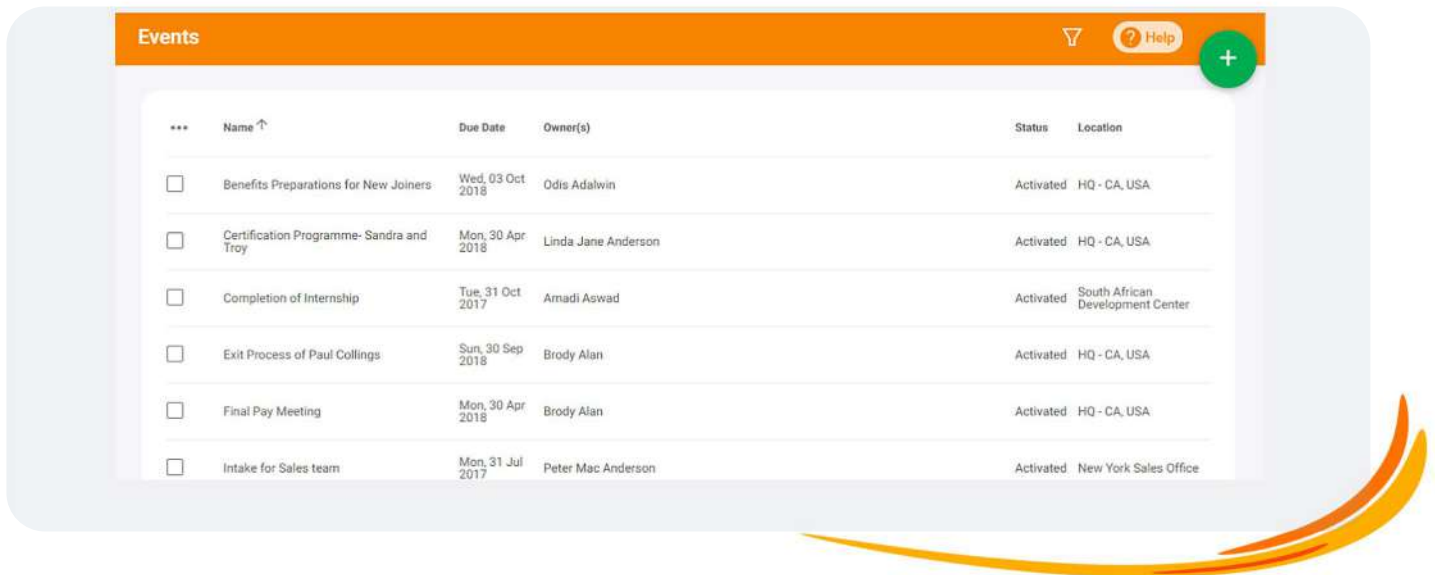 Events
? Help
+
••• Name ↑ Due Date Owner(s) Status Location
Benefits Preparations for New Joiners
Wed, 03 Oct
2018
Odis Adalwin
Activated
HQ - CA, USA
Certification Programme- Sandra and
Troy
Mon, 30 Apr
2018
Linda Jane Anderson
Activated
HQ - CA, USA
Completion of Internship
Tue, 31 Oct
2017
Amadi Aswad
Activated
South African
Development Center
Exit Process of Paul Collings
Sun, 30 Sep
2018
Brody Alan
Activated
HQ - CA, USA
Final Pay Meeting
Mon, 30 Apr
2018
Brody Alan
Activated
HQ - CA, USA
Intake for Sales team
Mon, 31 Jul
2017
Peter Mac Anderson
Activated
New York Sales Office